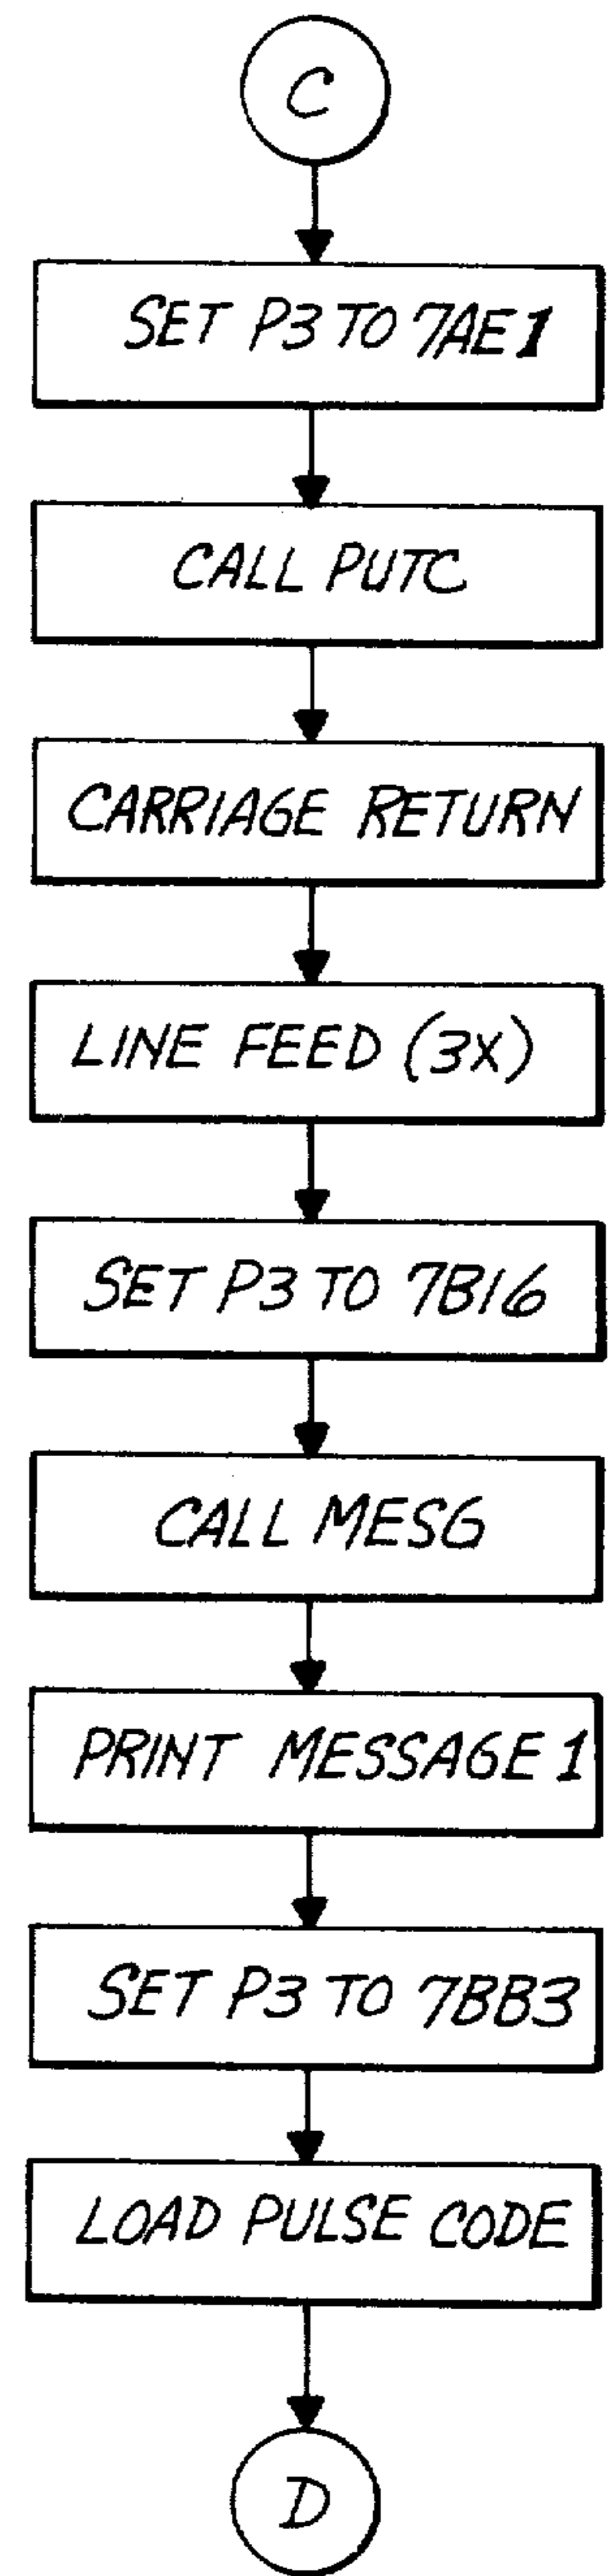 C
SET P3 TO 7AE1
CALL PUTC
CARRIAGE RETURN
LINE FEED (3X)
SET P3 TO 7B16
CALL MESG
PRINT MESSAGE 1
SET P3 TO 7BB3
LOAD PULSE CODE
D